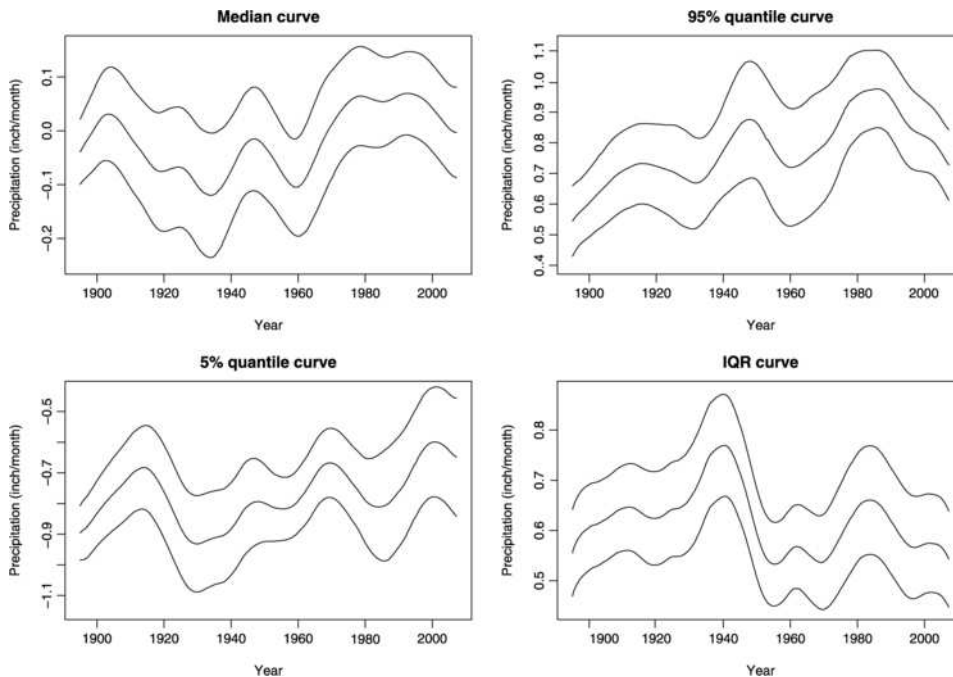 Median curve
Precipitation (inch/month)
0.1
0.0
−0.1
−0.2
1900 1920 1940 1960 1980 2000
Year
95% quantile curve
Precipitation (inch/month)
1.1
1.0
0.9
0.8
0.7
0.6
0.5
0..4
1900 1920 1940 1960 1980 2000
Year
5% quantile curve
Precipitation (inch/month)
−0.5
−0.7
−0.9
−1.1
1900 1920 1940 1960 1980 2000
Year
IQR curve
Precipitation (inch/month)
0.8
0.7
0.6
0.5
1900 1920 1940 1960 1980 2000
Year